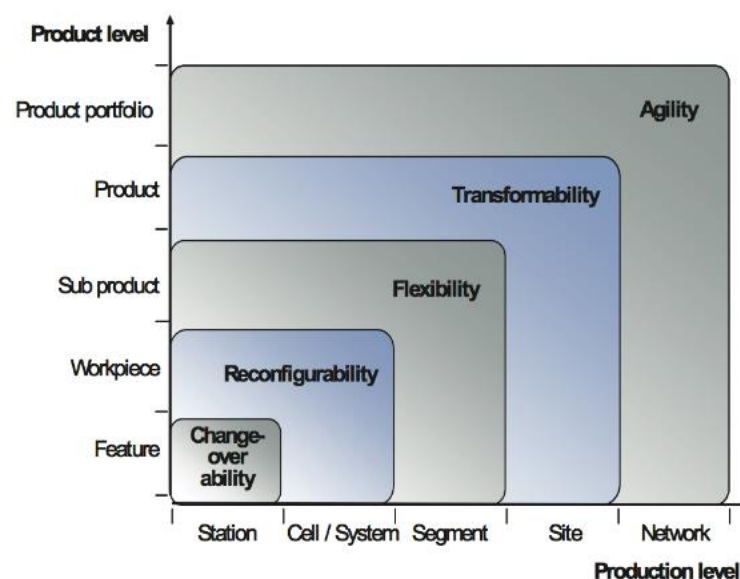 Product level
Product portfolio
Agility
Product
Transformability
Sub product
Flexibility
Workpiece
Reconfigurability
Feature
Change-
over
ability
Station
Cell / System
Segment
Site
Network
Production level